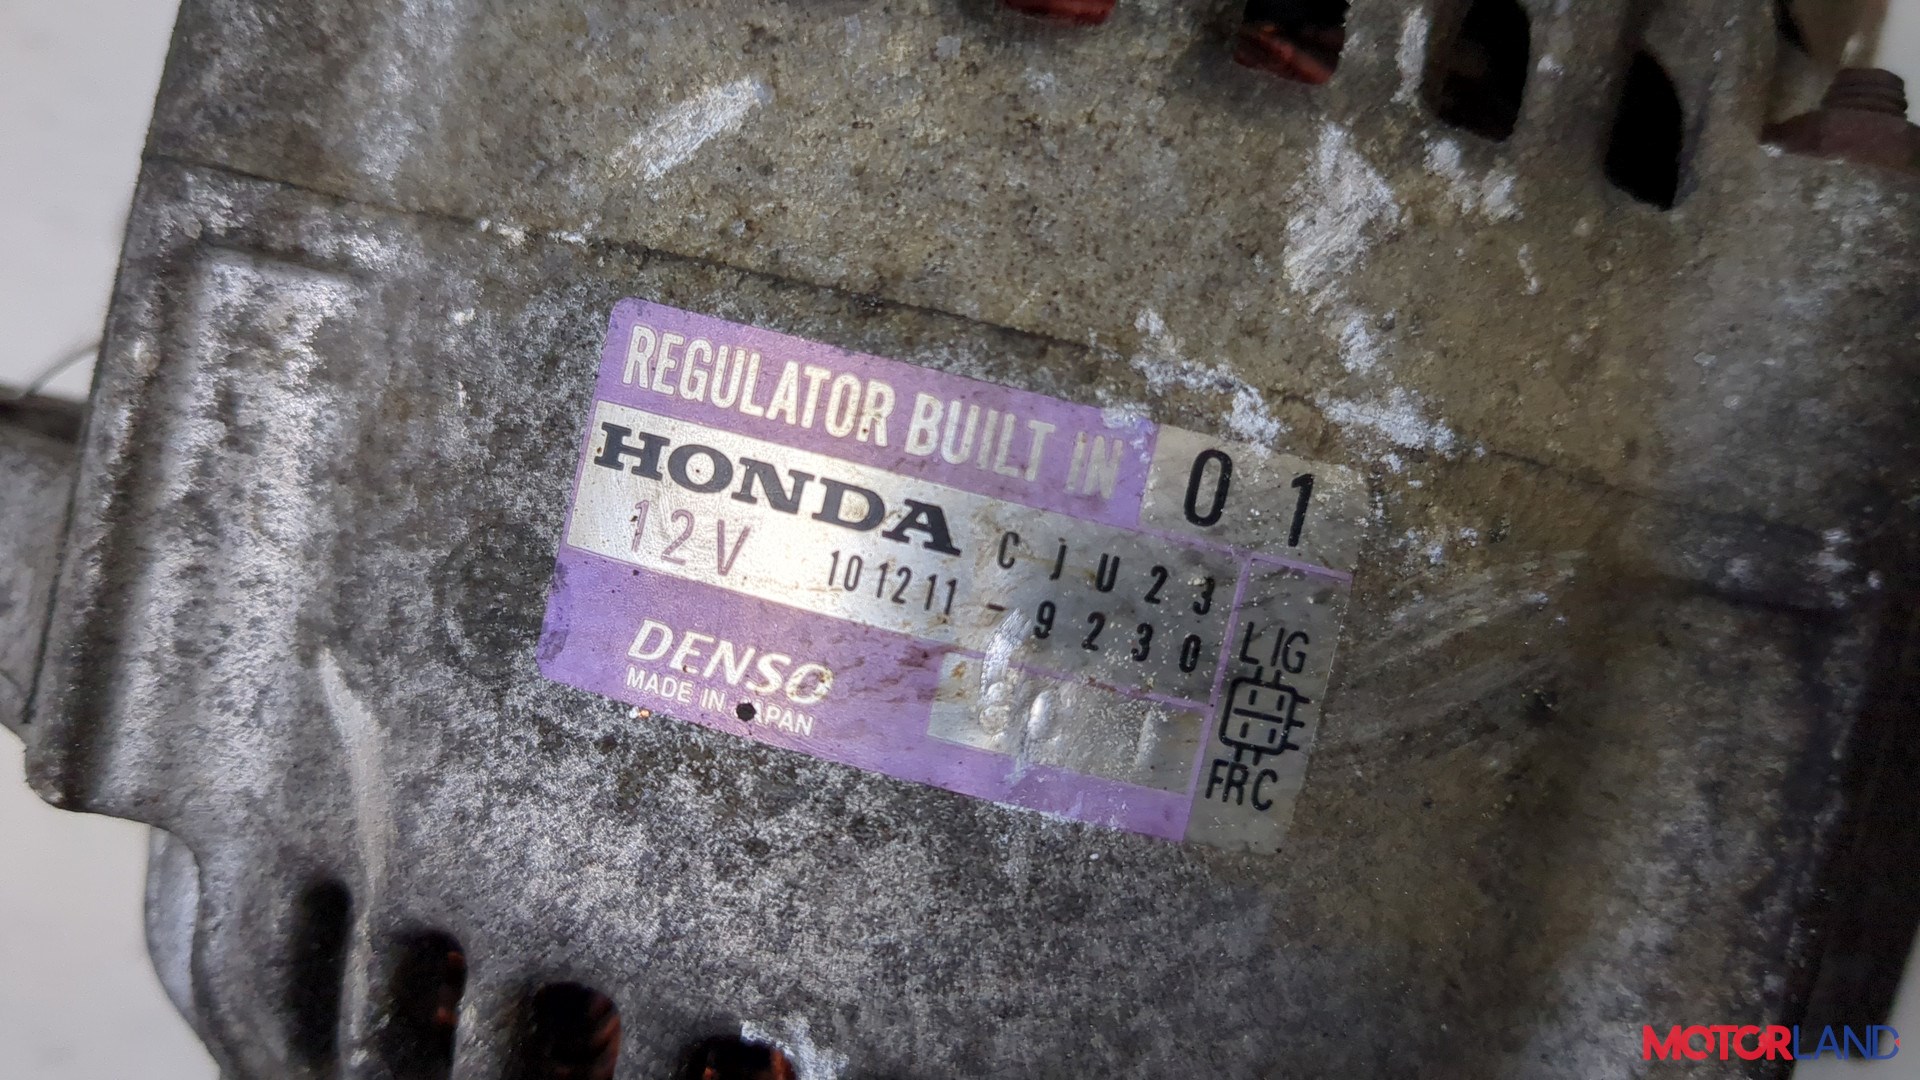 REGULATOR BUILT IN
01
HONDA CJU23
12V 101211-9230
DENSO
MADE IN JAPAN
L IG
FR C
MOTORLAND